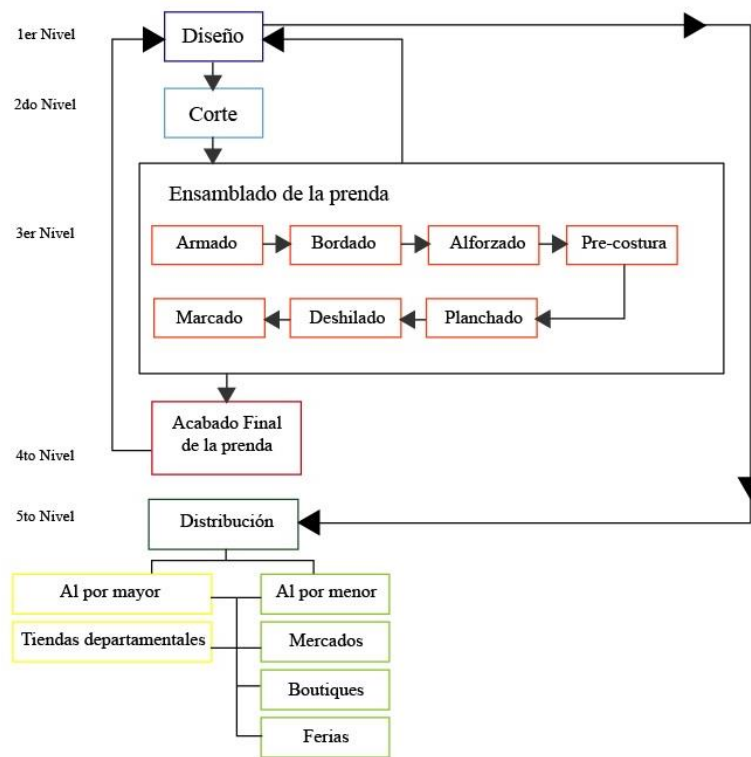 1er Nivel
Diseño
2do Nivel
Corte
Ensamblado de la prenda
3er Nivel
Armado
Bordado
Alforzado
Pre-costura
Marcado
Deshilado
Planchado
Acabado Final
de la prenda
4to Nivel
5to Nivel
Distribución
Al por mayor
Al por menor
Tiendas departamentales
Mercados
Boutiques
Ferias